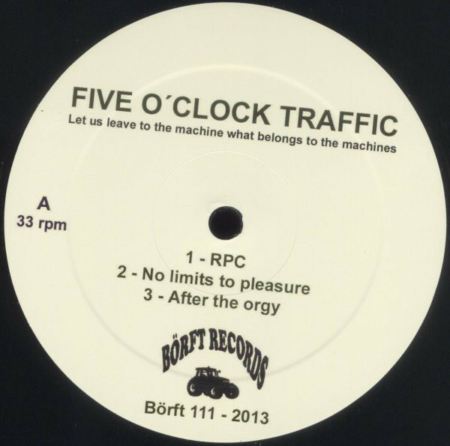 FIVE O´CLOCK TRAFFIC
Let us leave to the machine what belongs to the machines
A
33 rpm
1 - RPC
2 - No limits to pleasure
3 - After the orgy
BÖRFT RECORDS
Börft 111 - 2013